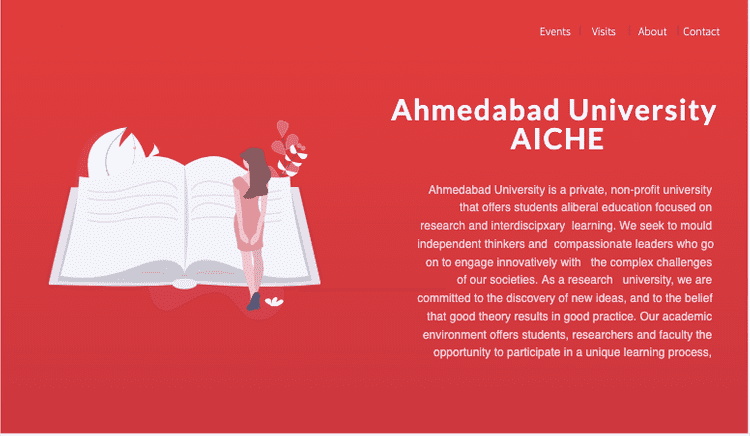 Events Visits About Contact
Ahmedabad University
AICHE
Ahmedabad University is a private, non-profit university
that offers students aliberal education focused on
research and interdiscipxary learning. We seek to mould
independent thinkers and compassionate leaders who go
on to engage innovatively with the complex challenges
of our societies. As a research university, we are
committed to the discovery of new ideas, and to the belief
that good theory results in good practice. Our academic
environment offers students, researchers and faculty the
opportunity to participate in a unique learning process,